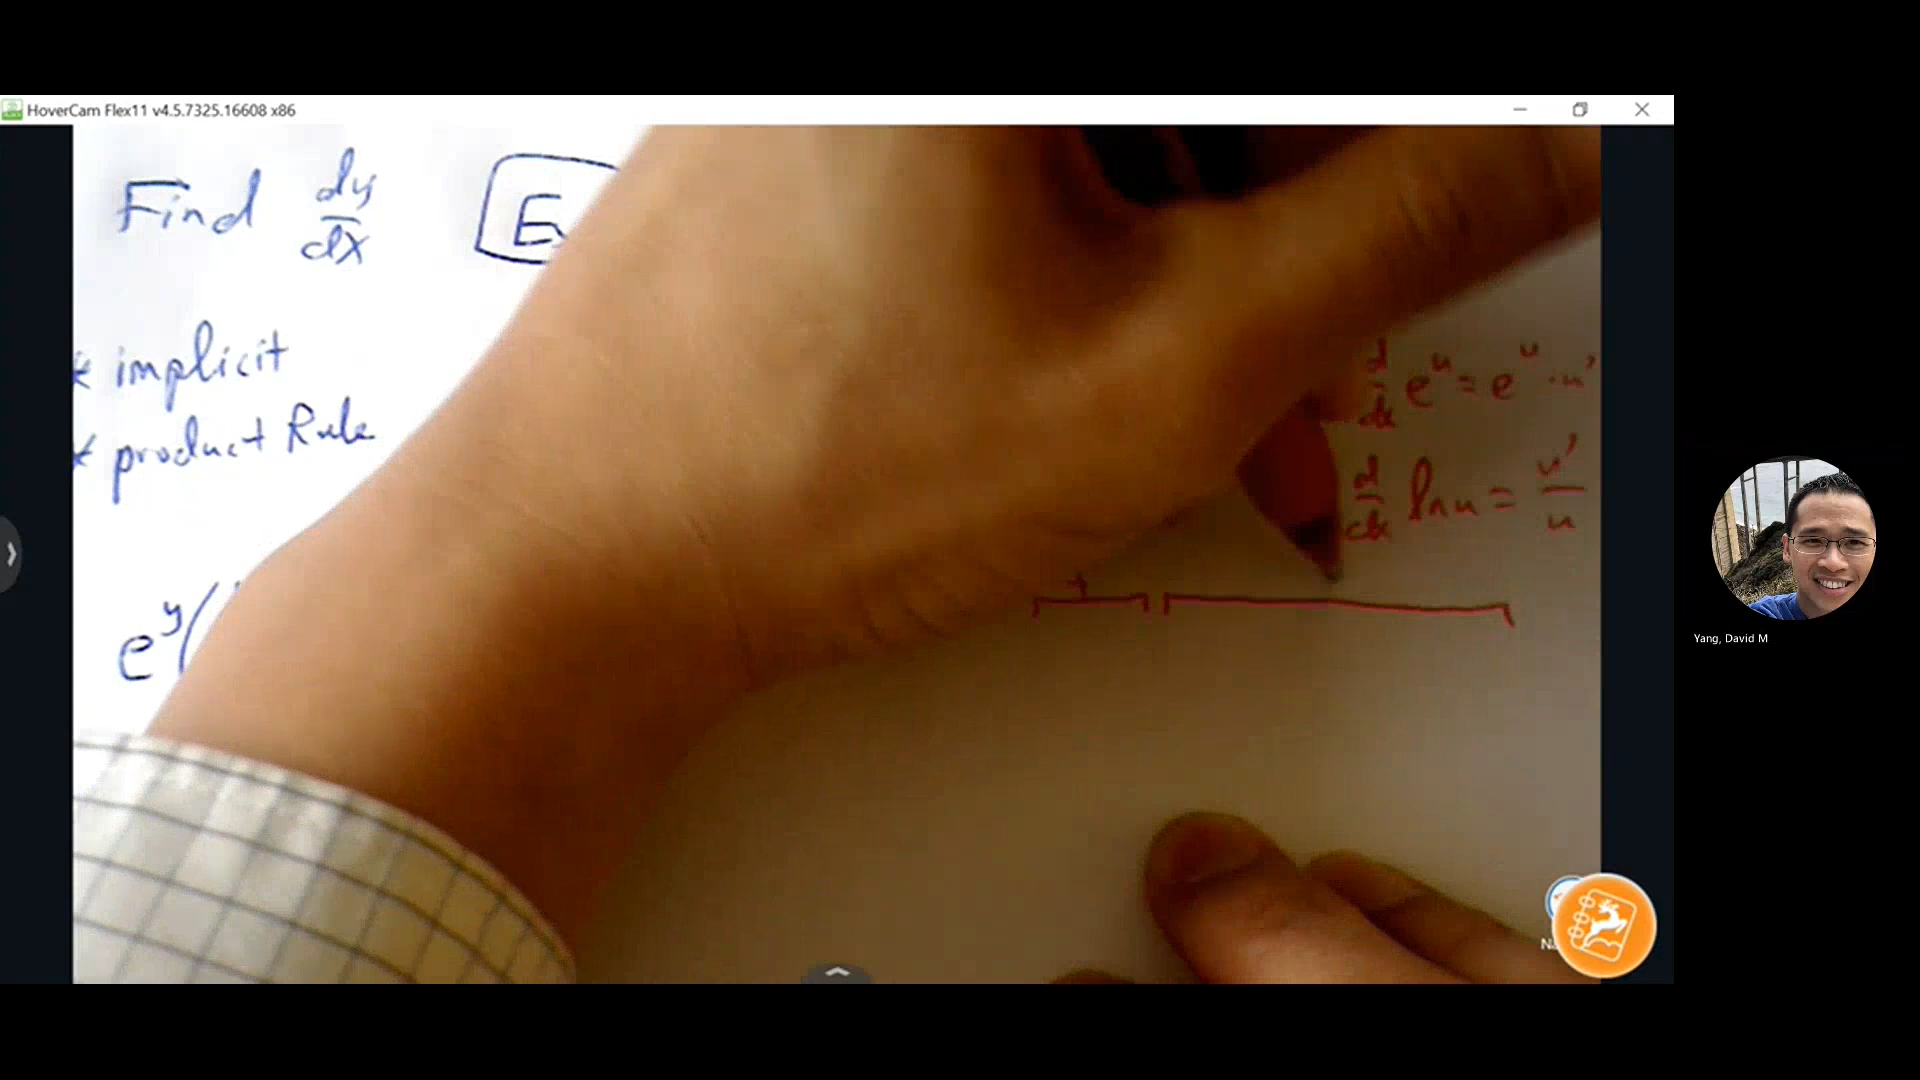 HoverCam Flex11 v4.5.7325.16608 x86
Find dy/dx
* implicit
* product Rule
d/dx e^u = e^u · u'
d/dx ln u = u'/u
e^y(
Yang, David M